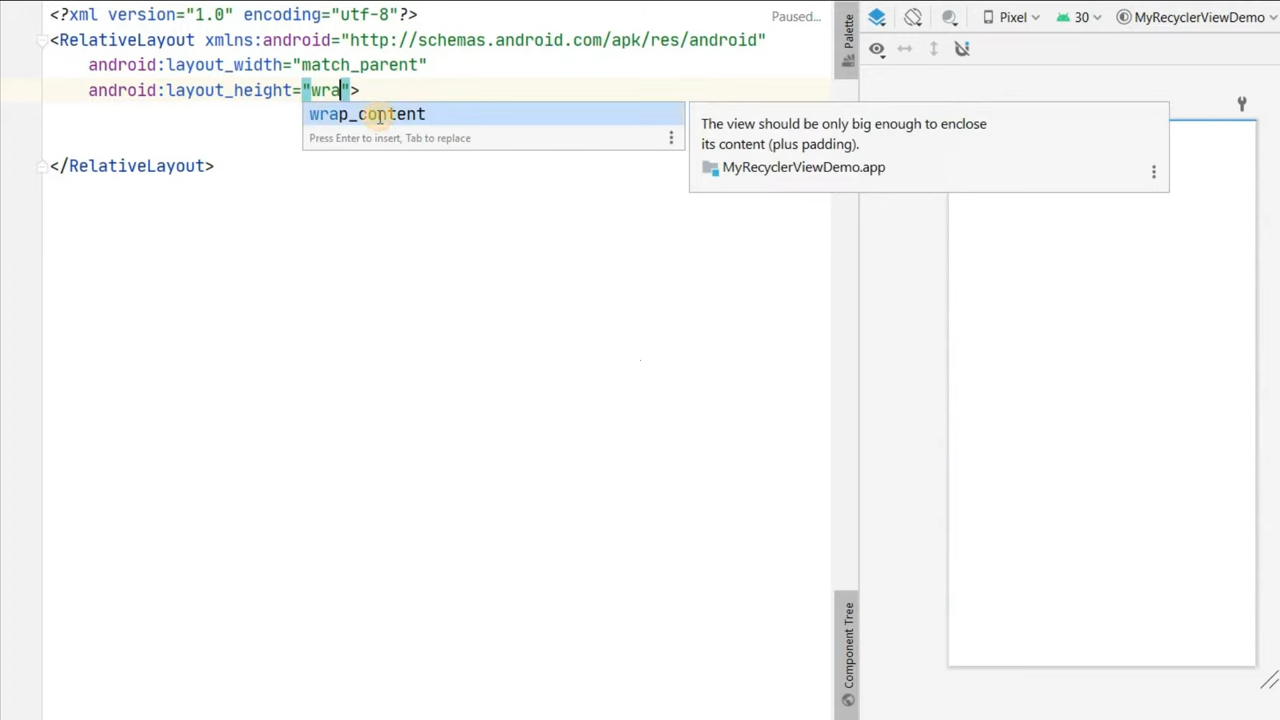 <?xml version="1.0" encoding="utf-8"?>
Paused...
<RelativeLayout xmlns:android="http://schemas.android.com/apk/res/android"
android:layout_width="match_parent"
android:layout_height="wra">
wrap_content
Press Enter to insert, Tab to replace
</RelativeLayout>
The view should be only big enough to enclose
its content (plus padding).
MyRecyclerViewDemo.app
Palette
Component Tree
Pixel
30
MyRecyclerViewDemo